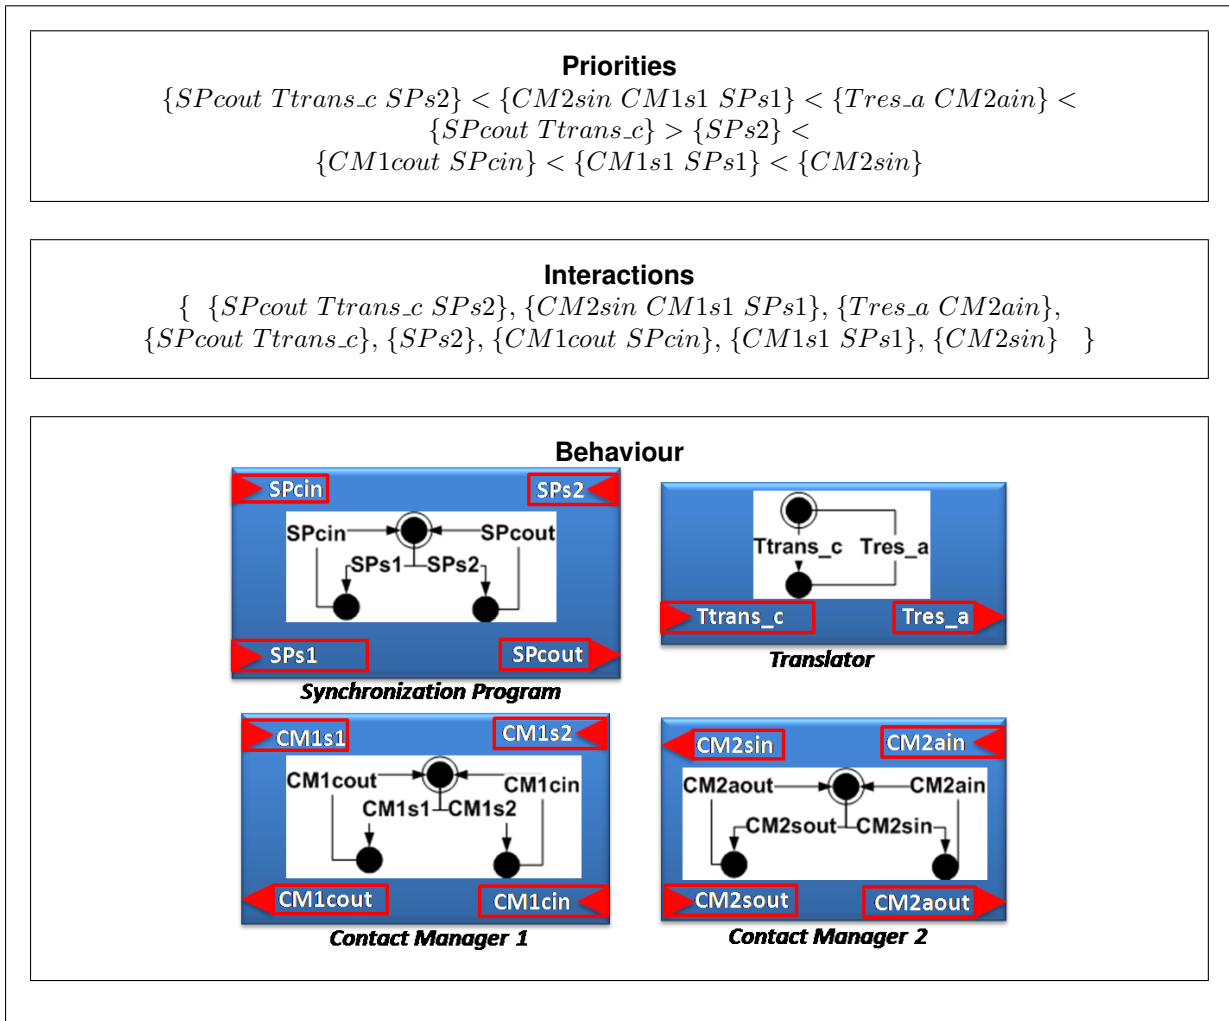 Priorities
{SPcout Ttrans_c SPs2} < {CM2sin CM1s1 SPs1} < {Tres_a CM2ain} <
{SPcout Ttrans_c} > {SPs2} <
{CM1cout SPcin} < {CM1s1 SPs1} < {CM2sin}
Interactions
{ {SPcout Ttrans_c SPs2}, {CM2sin CM1s1 SPs1}, {Tres_a CM2ain},
{SPcout Ttrans_c}, {SPs2}, {CM1cout SPcin}, {CM1s1 SPs1}, {CM2sin} }
Behaviour
SPcin
SPs2
SPcin
SPcout
SPs1
SPs2
SPs1
SPcout
Synchronization Program
Ttrans_c
Tres_a
Ttrans_c
Tres_a
Translator
CM1s1
CM1s2
CM1cout
CM1cin
CM1s1
CM1s2
CM1cout
CM1cin
Contact Manager 1
CM2sin
CM2ain
CM2aout
CM2ain
CM2sout
CM2sin
CM2sout
CM2aout
Contact Manager 2